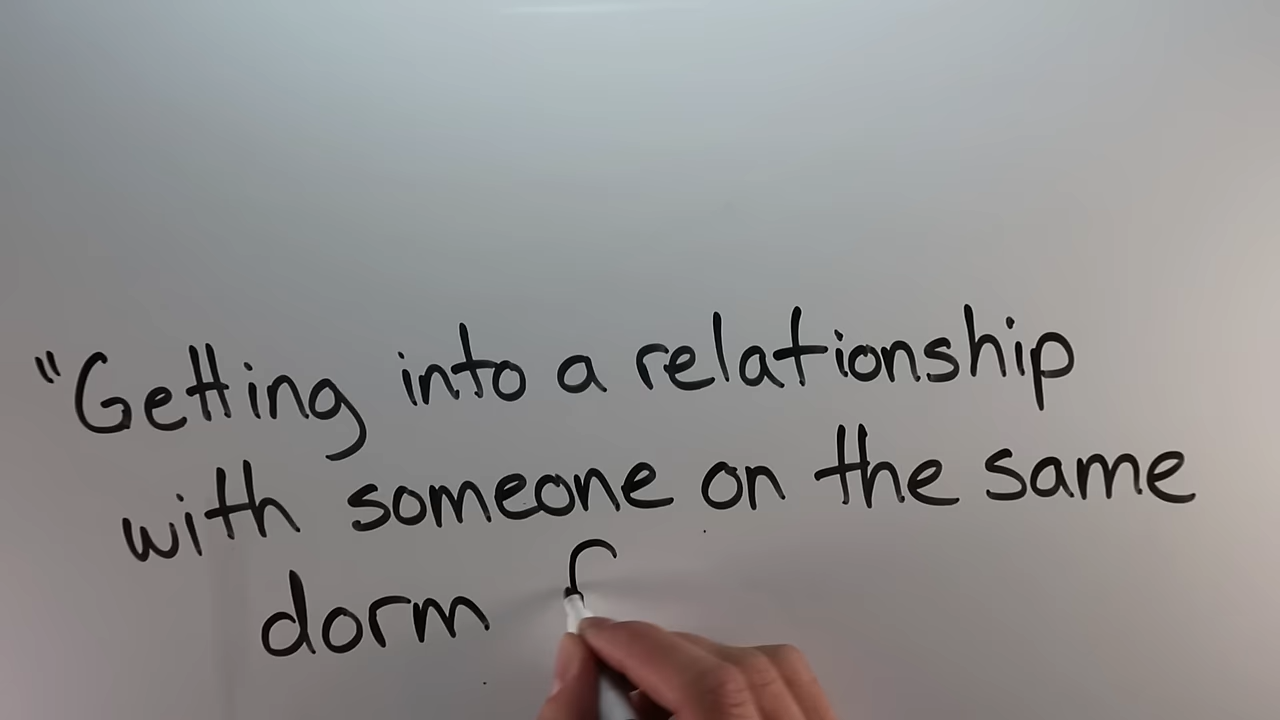 "Getting into a relationship
with someone on the same
dorm